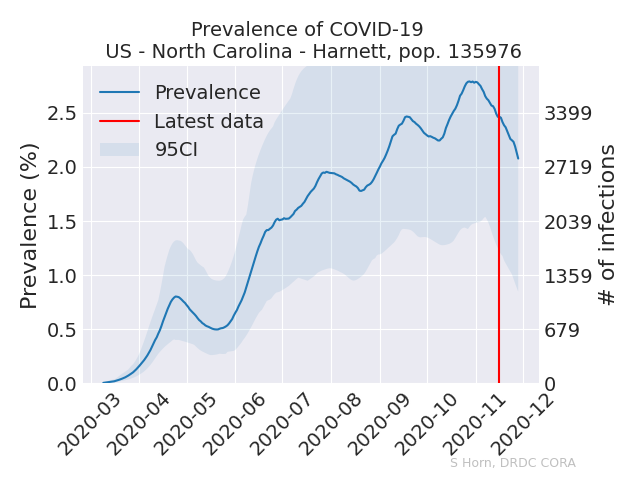 Prevalence of COVID-19
US - North Carolina - Harnett, pop. 135976
Prevalence
Latest data
95CI
Prevalence (%)
2.5
2.0
1.5
1.0
0.5
0.0
3399
2719
2039
1359
679
0
# of infections
2020-03
2020-04
2020-05
2020-06
2020-07
2020-08
2020-09
2020-10
2020-11
2020-12
S Horn, DRDC CORA